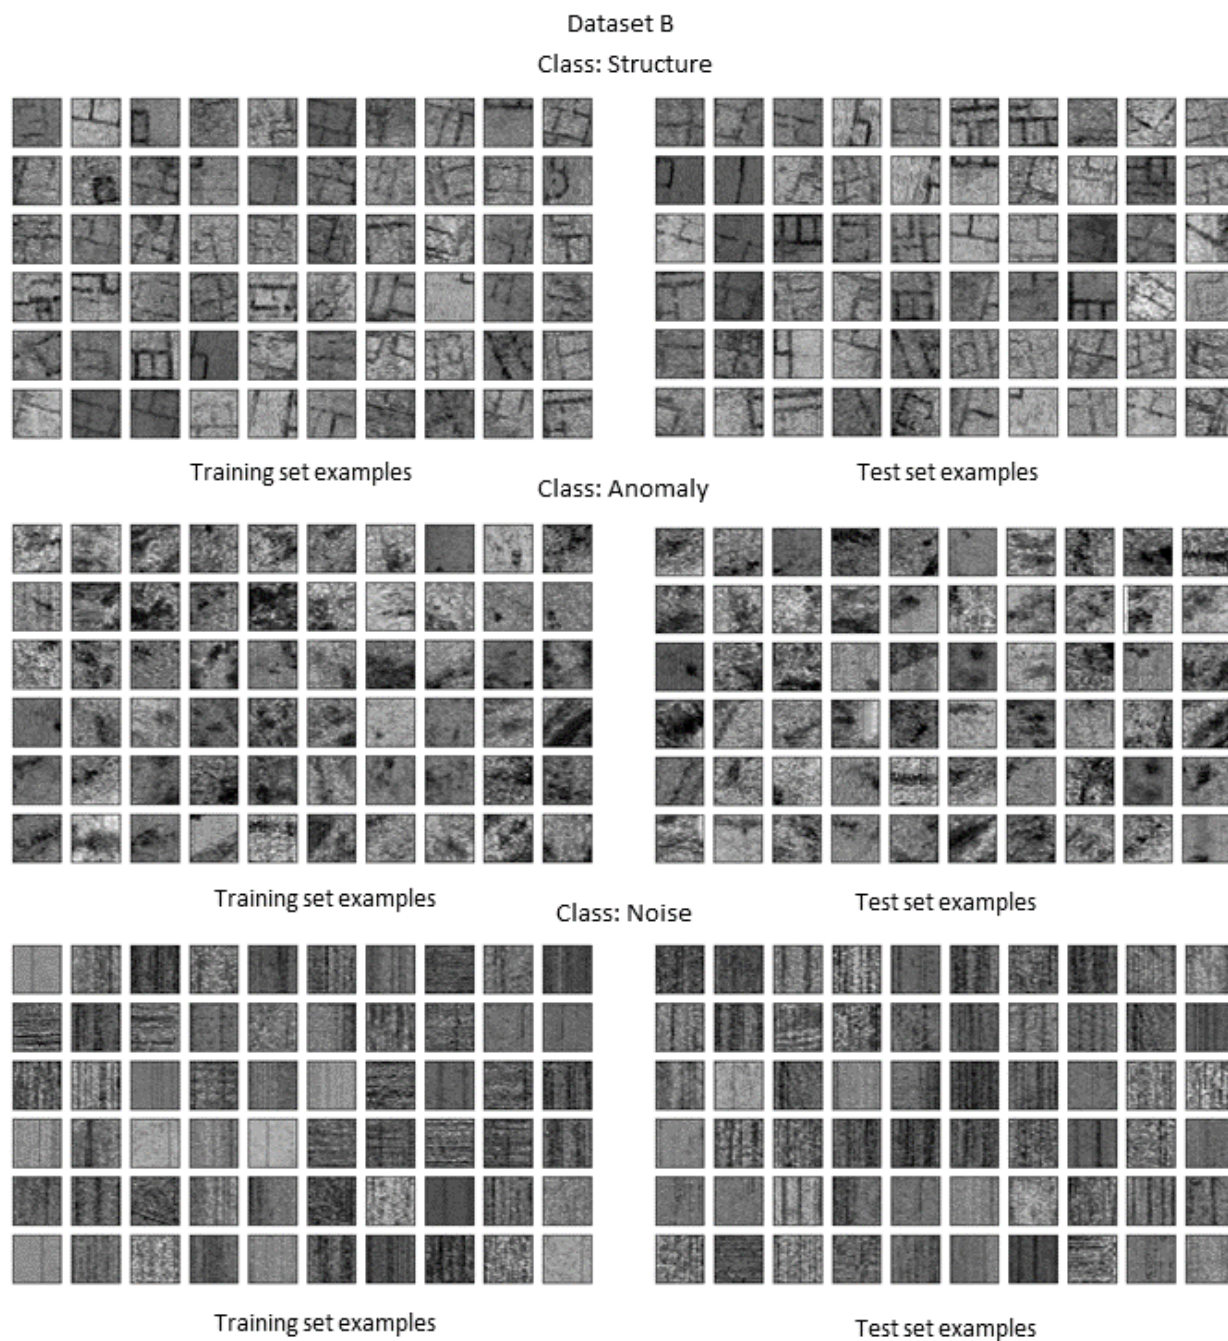 Dataset B
Class: Structure
Training set examples
Test set examples
Class: Anomaly
Training set examples
Test set examples
Class: Noise
Training set examples
Test set examples